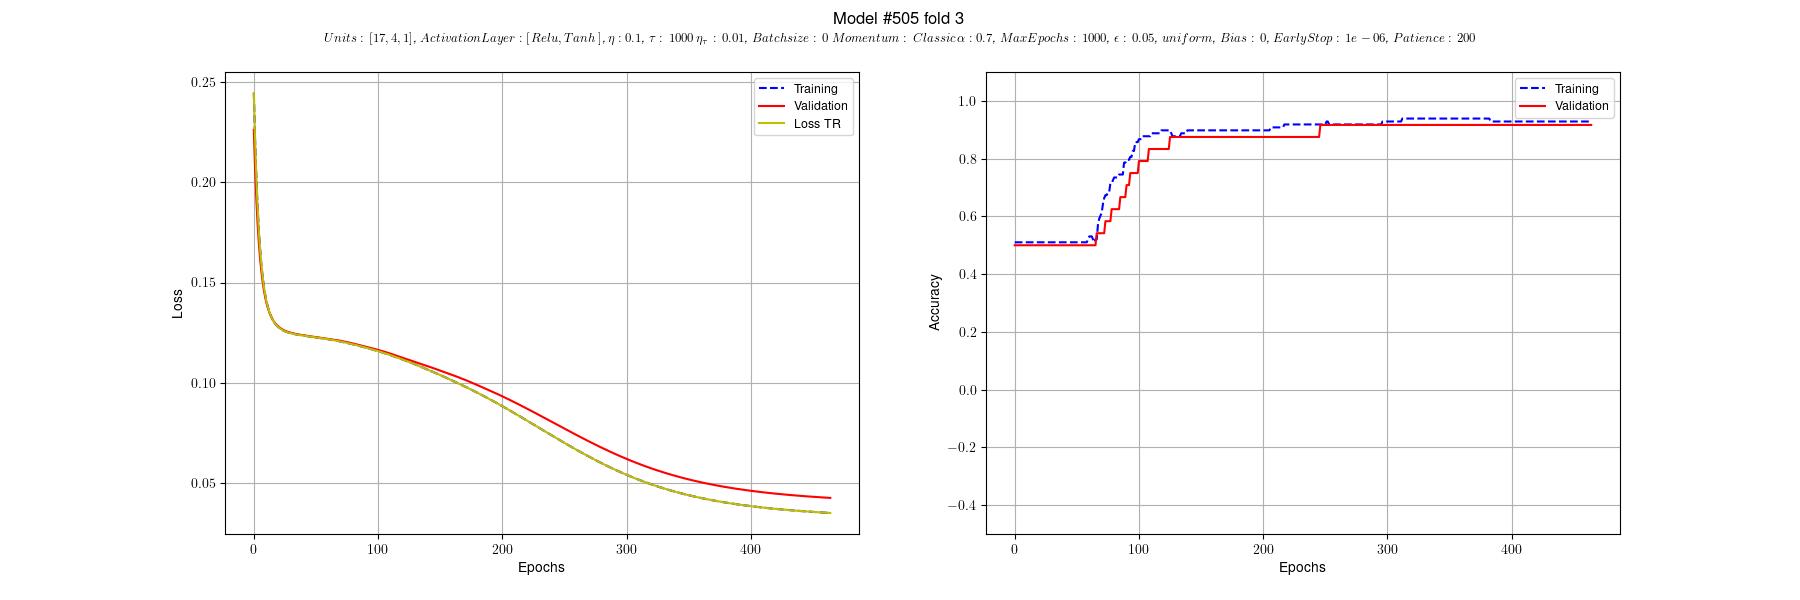 Model #505 fold 3
Units : [17, 4, 1], ActivationLayer : [Relu, Tanh], η : 0.1, τ : 1000 ητ : 0.01, Batchsize : 0 Momentum : Classicα : 0.7, MaxEpochs : 1000, ϵ : 0.05, uniform, Bias : 0, EarlyStop : 1e − 06, Patience : 200
0.25
0.20
0.15
0.10
0.05
Loss
0 100 200 300 400
Epochs
Training
Validation
Loss TR
1.0
0.8
0.6
0.4
0.2
0.0
−0.2
−0.4
Accuracy
0 100 200 300 400
Epochs
Training
Validation